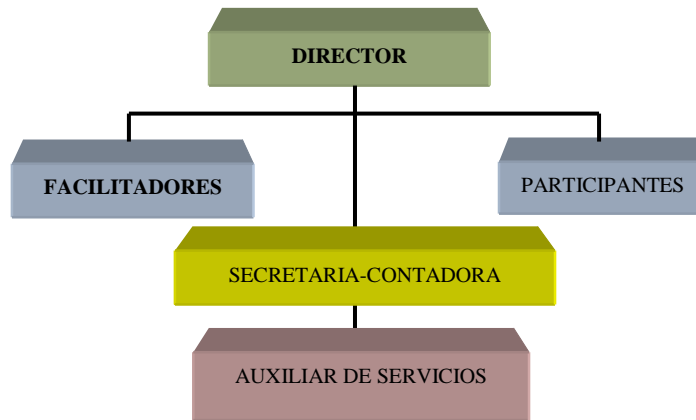 DIRECTOR
FACILITADORES
PARTICIPANTES
SECRETARIA-CONTADORA
AUXILIAR DE SERVICIOS